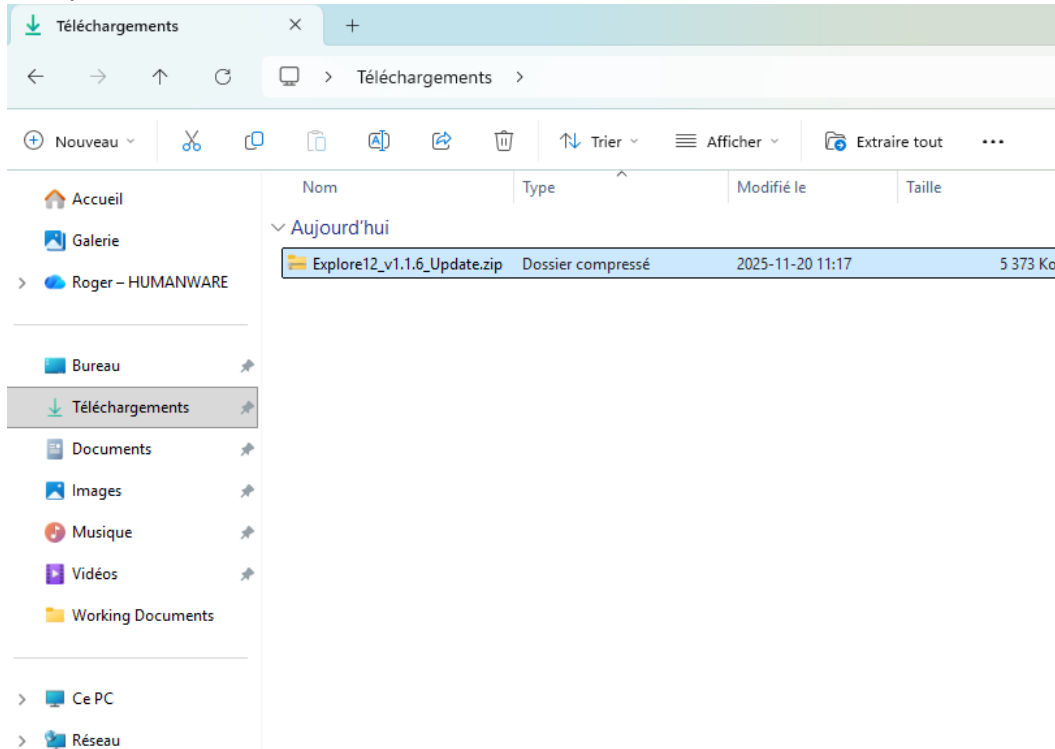 Téléchargements
Téléchargements
Nouveau Trier Afficher Extraire tout
Nom Type Modifié le Taille
Accueil
Galerie
Roger – HUMANWARE
Bureau
Téléchargements
Documents
Images
Musique
Vidéos
Working Documents
Ce PC
Réseau
Aujourd'hui
Explore12_v1.1.6_Update.zip Dossier compressé 2025-11-20 11:17 5 373 Ko